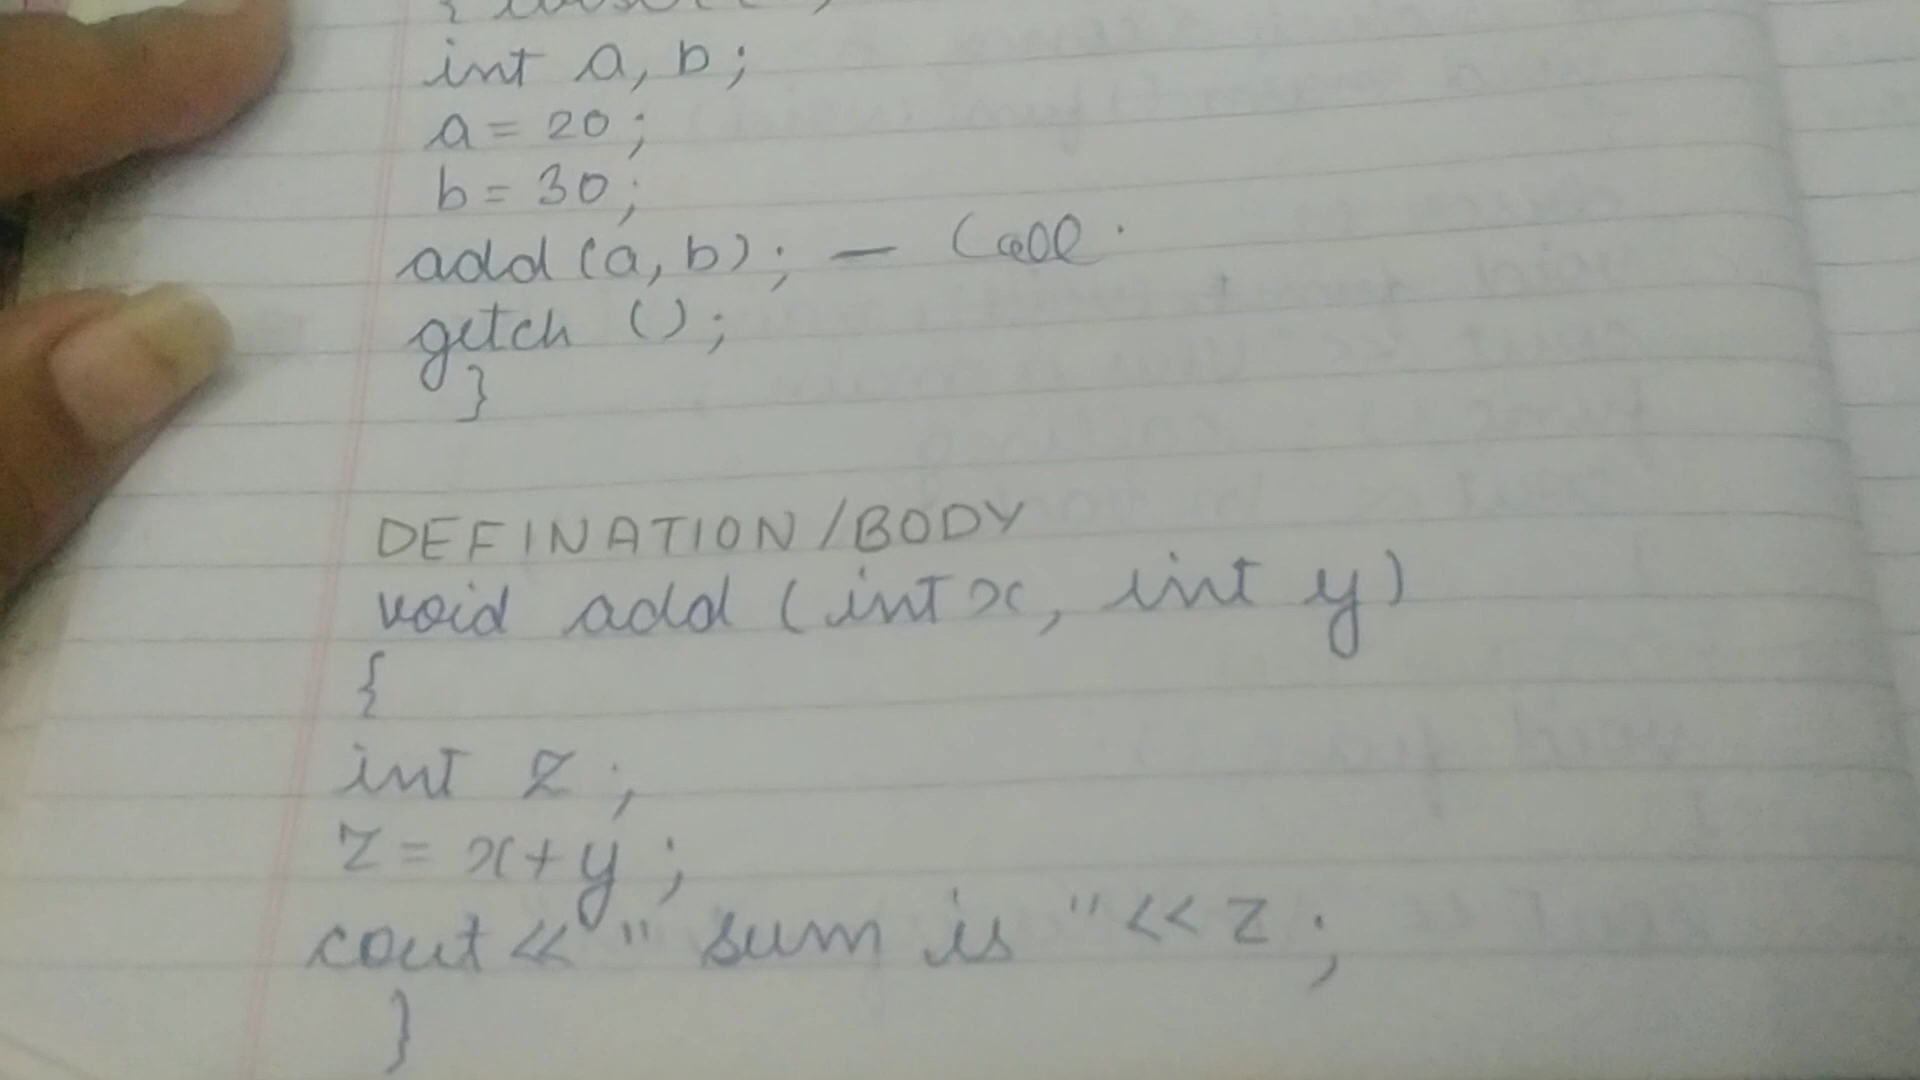 int a, b;
a = 20;
b = 30;
add (a, b); — Call.
getch ();
}
DEFINATION/BODY
void add (int x, int y)
{
int z;
z = x+y;
cout << " sum is " << z;
}